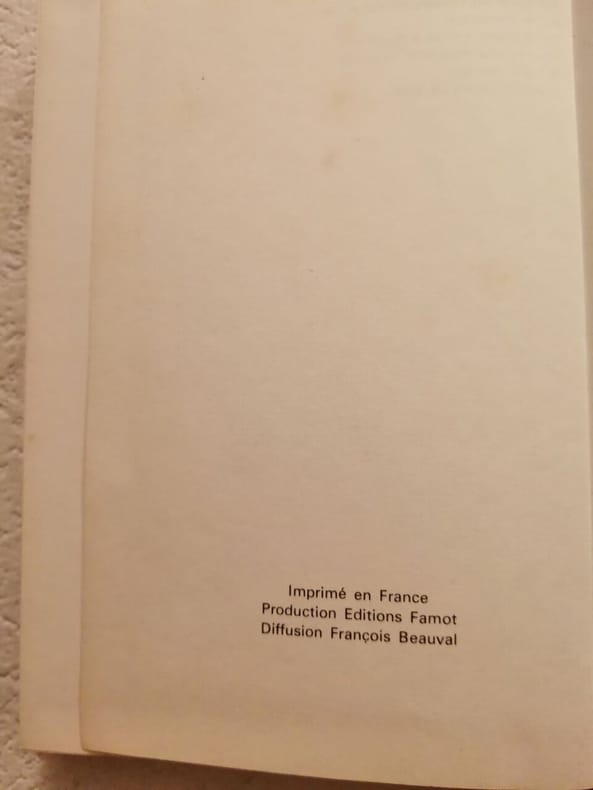 Imprimé en France
Production Editions Famot
Diffusion François Beauval